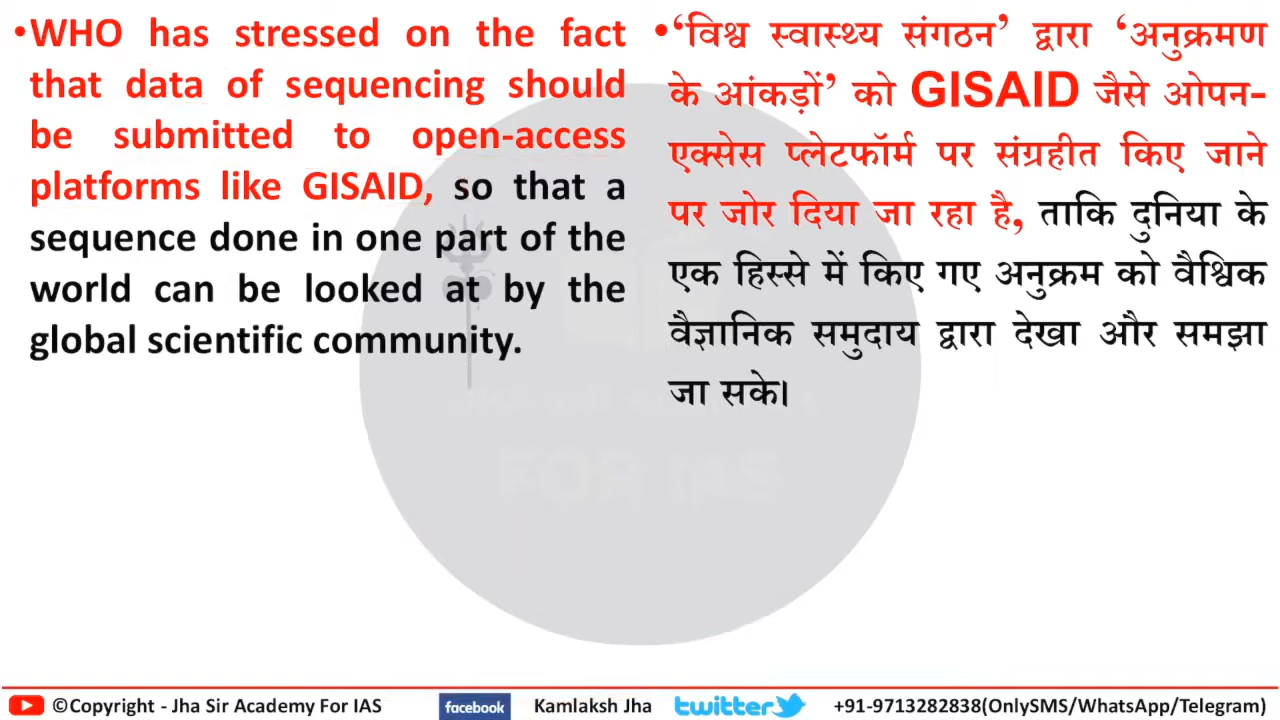 •WHO has stressed on the fact
that data of sequencing should
be submitted to open-access
platforms like GISAID, so that a
sequence done in one part of the
world can be looked at by the
global scientific community.
•‘विश्व स्वास्थ्य संगठन’ द्वारा ‘अनुक्रमण
के आंकड़ों’ को GISAID जैसे ओपन-
एक्सेस प्लेटफॉर्म पर संग्रहीत किए जाने
पर जोर दिया जा रहा है, ताकि दुनिया के
एक हिस्से में किए गए अनुक्रम को वैश्विक
वैज्ञानिक समुदाय द्वारा देखा और समझा
जा सके।
FOR IAS
©Copyright - Jha Sir Academy For IAS facebook Kamlaksh Jha twitter +91-9713282838(OnlySMS/WhatsApp/Telegram)